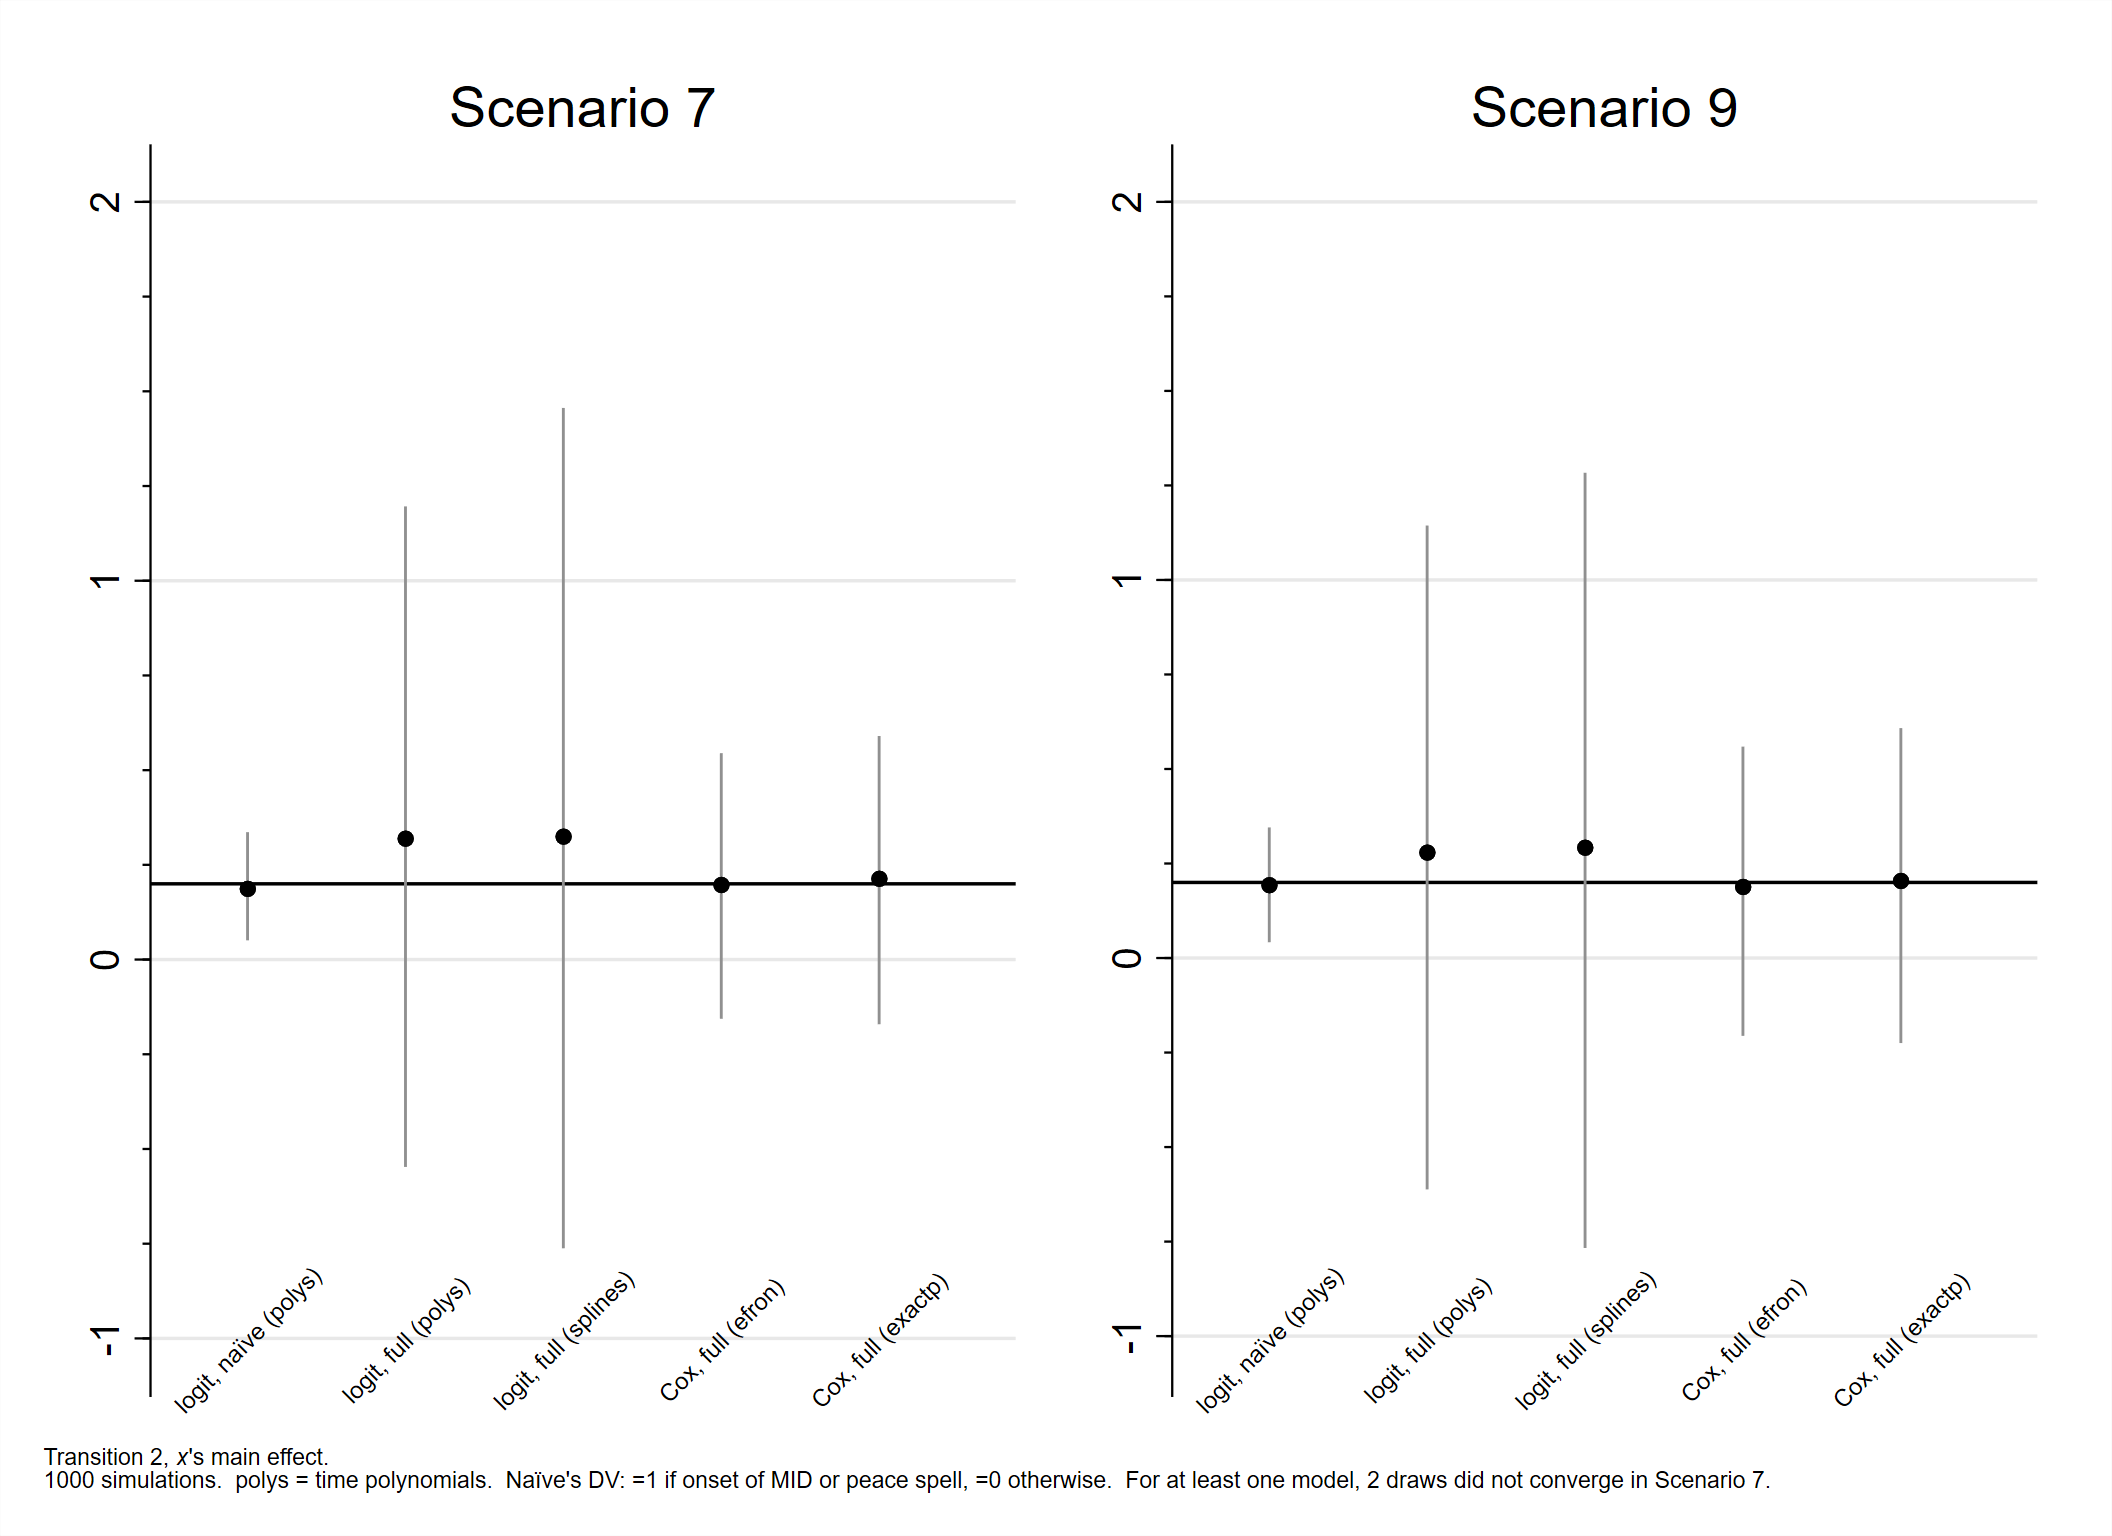 Scenario 7
2
1
0
-1
logit, naïve (polys)
logit, full (polys)
logit, full (splines)
Cox, full (efron)
Cox, full (exactp)
Scenario 9
2
1
0
-1
logit, naïve (polys)
logit, full (polys)
logit, full (splines)
Cox, full (efron)
Cox, full (exactp)
Transition 2, x's main effect.
1000 simulations.  polys = time polynomials.  Naïve's DV: =1 if onset of MID or peace spell, =0 otherwise.  For at least one model, 2 draws did not converge in Scenario 7.